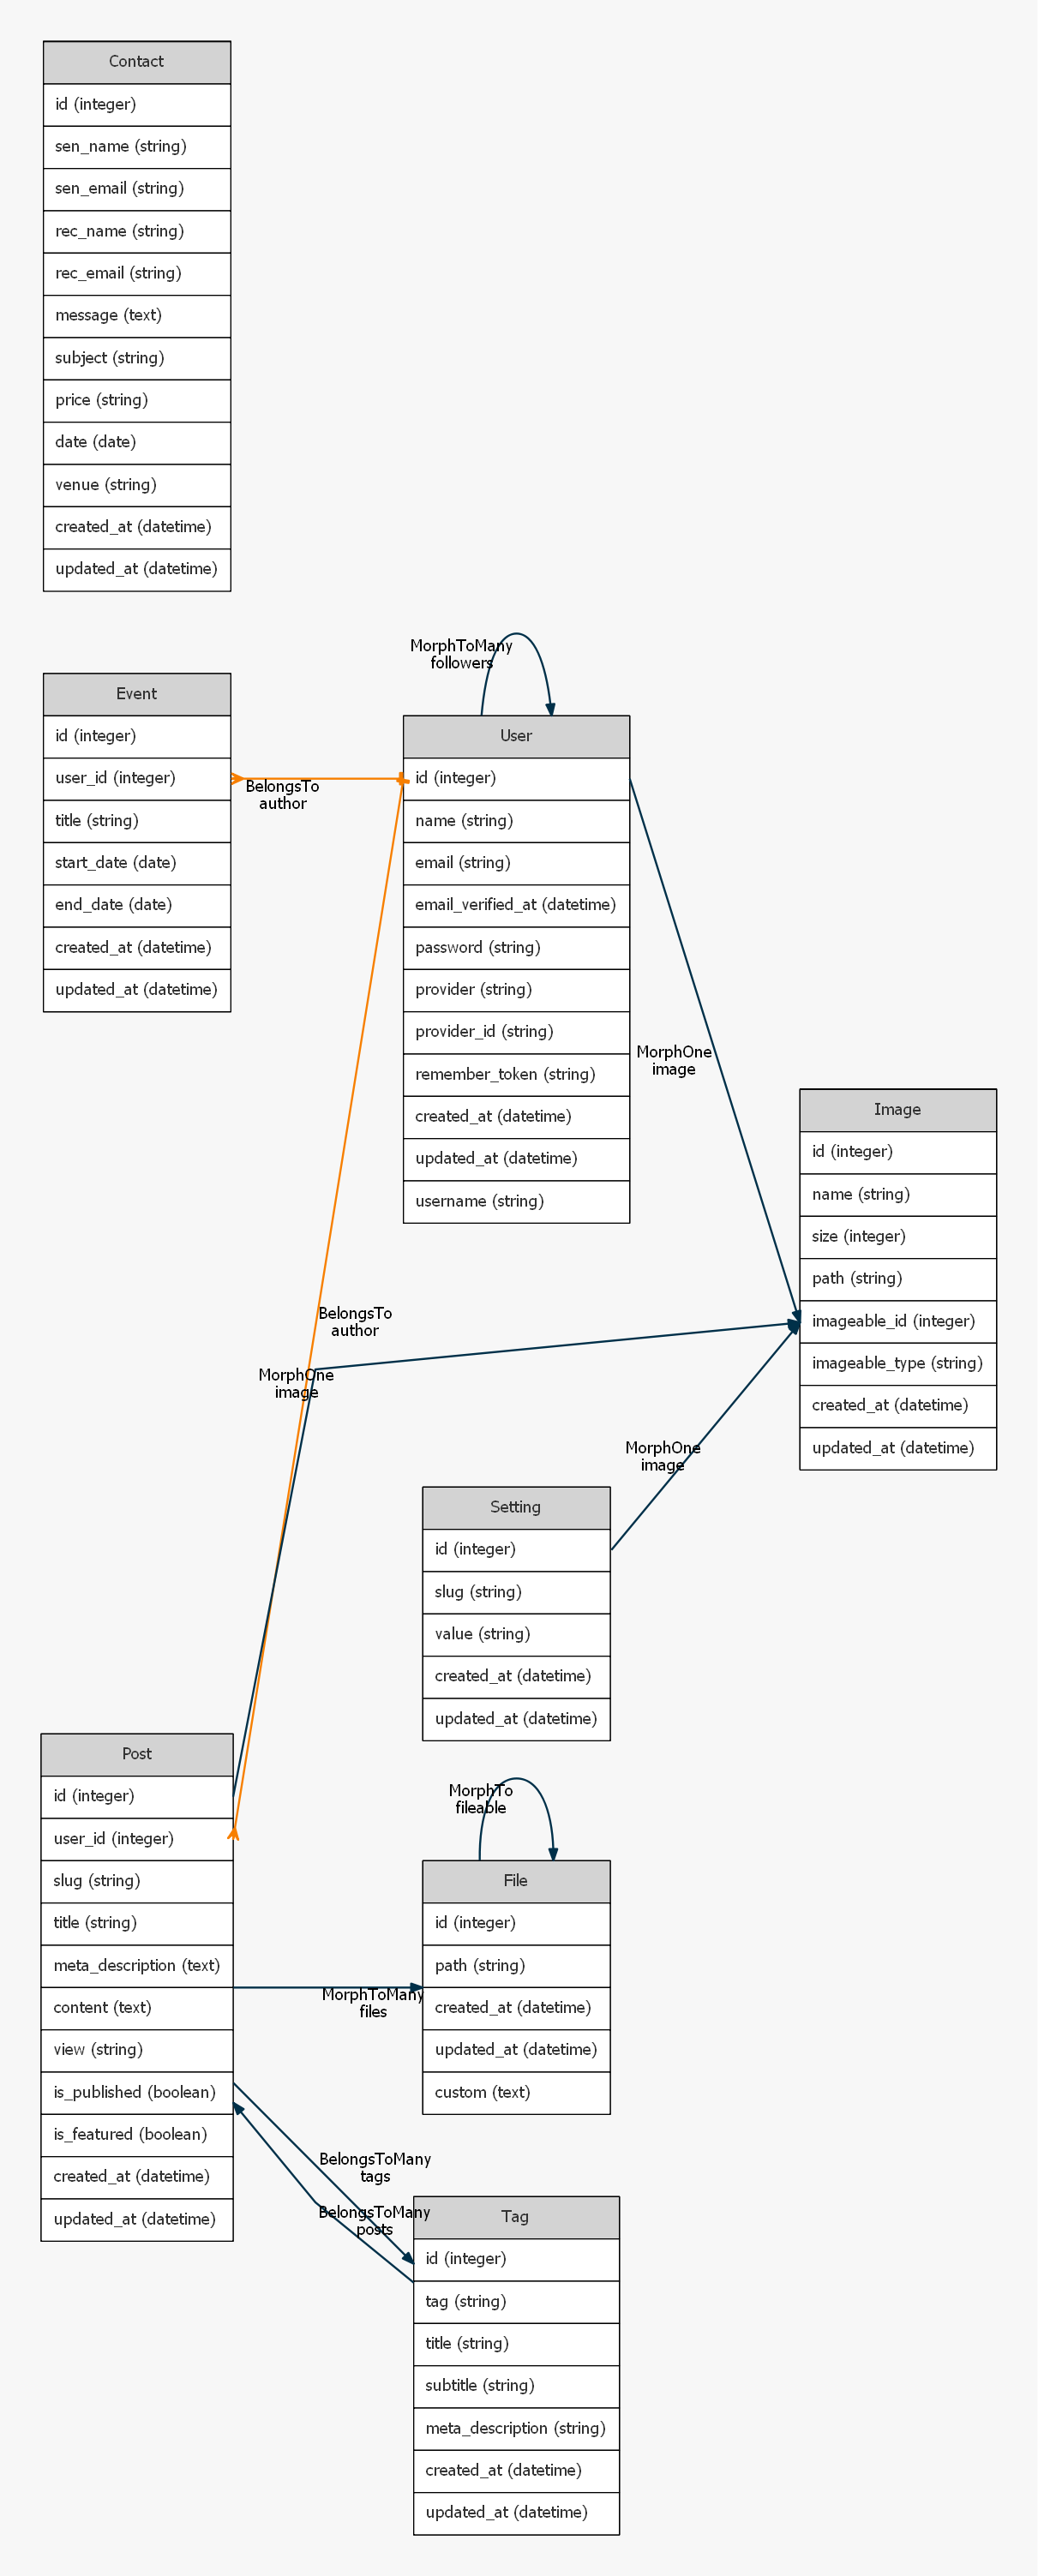 Contact
id (integer)
sen_name (string)
sen_email (string)
rec_name (string)
rec_email (string)
message (text)
subject (string)
price (string)
date (date)
venue (string)
created_at (datetime)
updated_at (datetime)
MorphToMany
followers
Event
id (integer)
user_id (integer)
title (string)
start_date (date)
end_date (date)
created_at (datetime)
updated_at (datetime)
BelongsTo
author
User
id (integer)
name (string)
email (string)
email_verified_at (datetime)
password (string)
provider (string)
provider_id (string)
remember_token (string)
created_at (datetime)
updated_at (datetime)
username (string)
MorphOne
image
Image
id (integer)
name (string)
size (integer)
path (string)
imageable_id (integer)
imageable_type (string)
created_at (datetime)
updated_at (datetime)
BelongsTo
author
MorphOne
image
MorphOne
image
Setting
id (integer)
slug (string)
value (string)
created_at (datetime)
updated_at (datetime)
Post
id (integer)
user_id (integer)
slug (string)
title (string)
meta_description (text)
content (text)
view (string)
is_published (boolean)
is_featured (boolean)
created_at (datetime)
updated_at (datetime)
MorphTo
fileable
File
id (integer)
path (string)
created_at (datetime)
updated_at (datetime)
custom (text)
MorphToMany
files
BelongsToMany
tags
BelongsToMany
posts
Tag
id (integer)
tag (string)
title (string)
subtitle (string)
meta_description (string)
created_at (datetime)
updated_at (datetime)